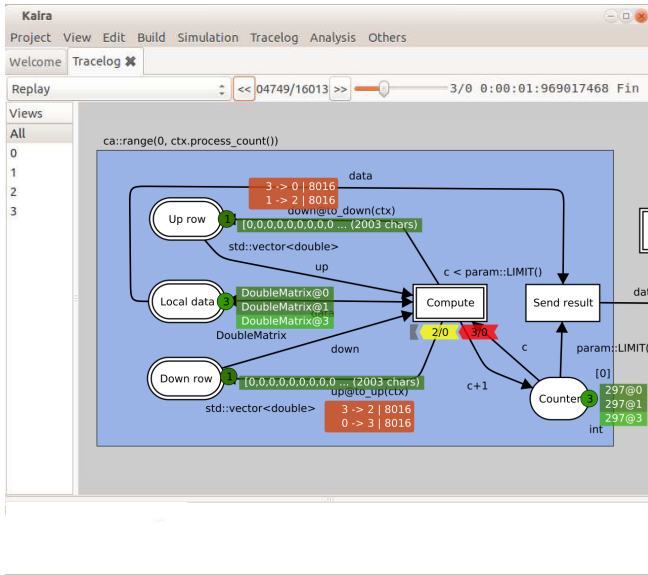 Kaira
Project View Edit Build Simulation Tracelog Analysis Others
Welcome Tracelog ✖
Replay << 04749/16013 >> 3/0 0:00:01:969017468 Fin
Views
All
0
1
2
3
ca::range(0, ctx.process_count())
data
3 -> 0 | 8016
1 -> 2 | 8016
down@to_down(ctx)
Up row 1 [0,0,0,0,0,0,0,0,0 ... (2003 chars)
std::vector<double>
up
c < param::LIMIT()
Local data 3
DoubleMatrix@0
DoubleMatrix@1
DoubleMatrix@3
DoubleMatrix
Compute
Send result
dat
2/0 3/0
down
c
param::LIMIT(
Down row 1 [0,0,0,0,0,0,0,0,0 ... (2003 chars)
up@to_up(ctx)
std::vector<double>
3 -> 2 | 8016
0 -> 3 | 8016
c+1
[0]
Counter 3
297@0
297@1
297@3
int